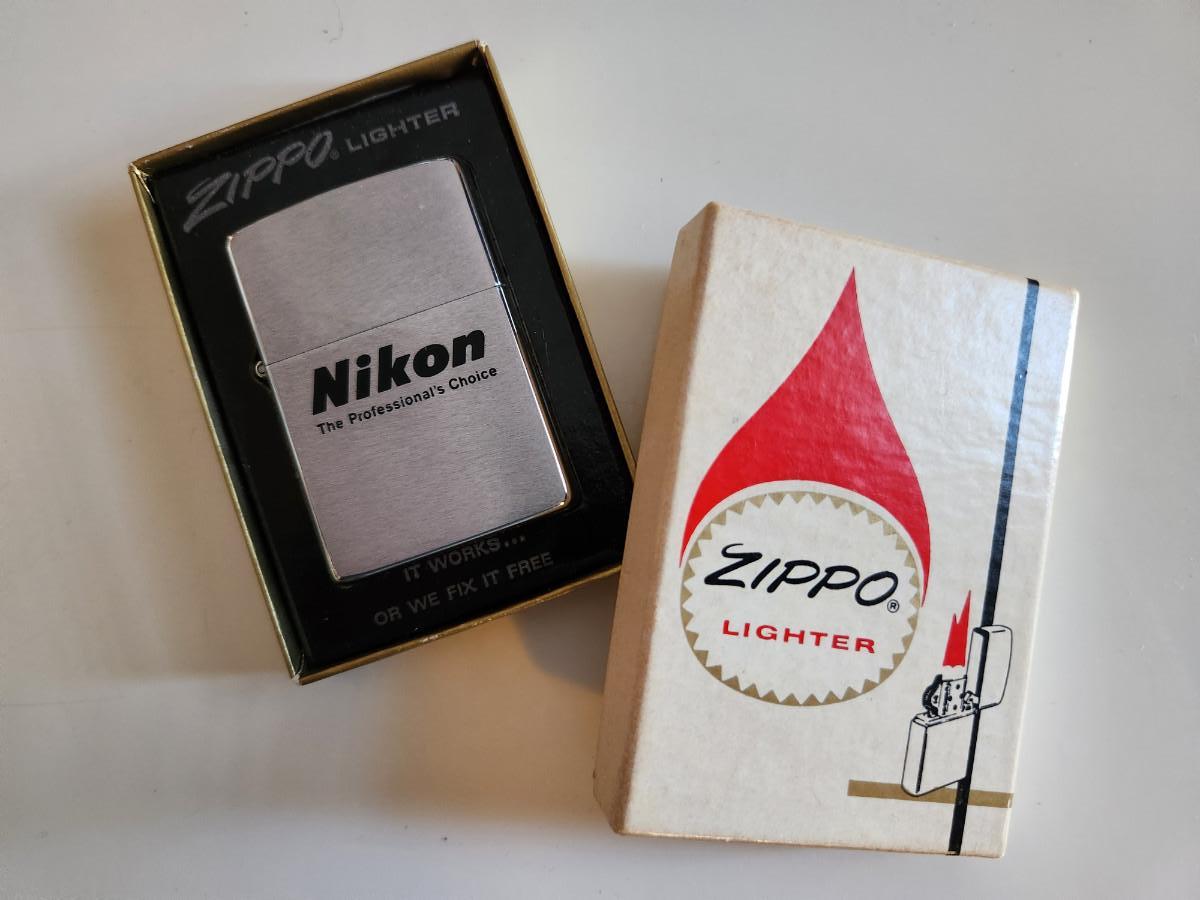 ZIPPO® LIGHTER
Nikon
The Professional's Choice
IT WORKS...
OR WE FIX IT FREE
ZIPPO®
LIGHTER